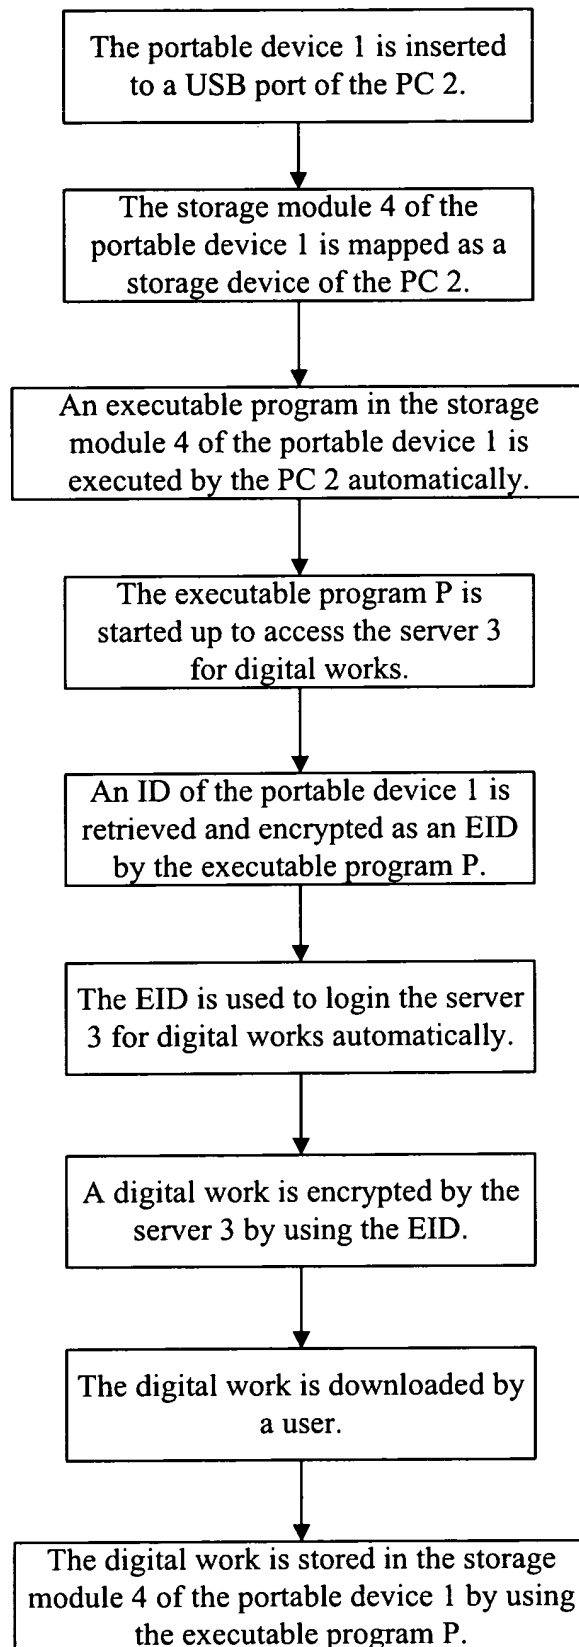 The portable device 1 is inserted
to a USB port of the PC 2.
The storage module 4 of the
portable device 1 is mapped as a
storage device of the PC 2.
An executable program in the storage
module 4 of the portable device 1 is
executed by the PC 2 automatically.
The executable program P is
started up to access the server 3
for digital works.
An ID of the portable device 1 is
retrieved and encrypted as an EID
by the executable program P.
The EID is used to login the server
3 for digital works automatically.
A digital work is encrypted by the
server 3 by using the EID.
The digital work is downloaded by
a user.
The digital work is stored in the storage
module 4 of the portable device 1 by using
the executable program P.